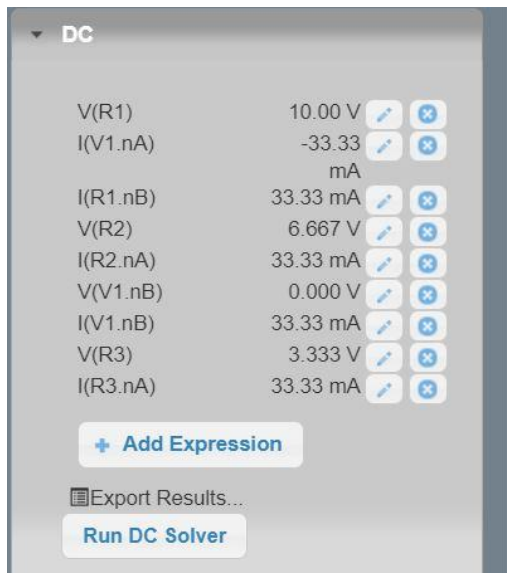 DC
V(R1) 10.00 V
I(V1.nA) -33.33
mA
I(R1.nB) 33.33 mA
V(R2) 6.667 V
I(R2.nA) 33.33 mA
V(V1.nB) 0.000 V
I(V1.nB) 33.33 mA
V(R3) 3.333 V
I(R3.nA) 33.33 mA
+ Add Expression
Export Results...
Run DC Solver